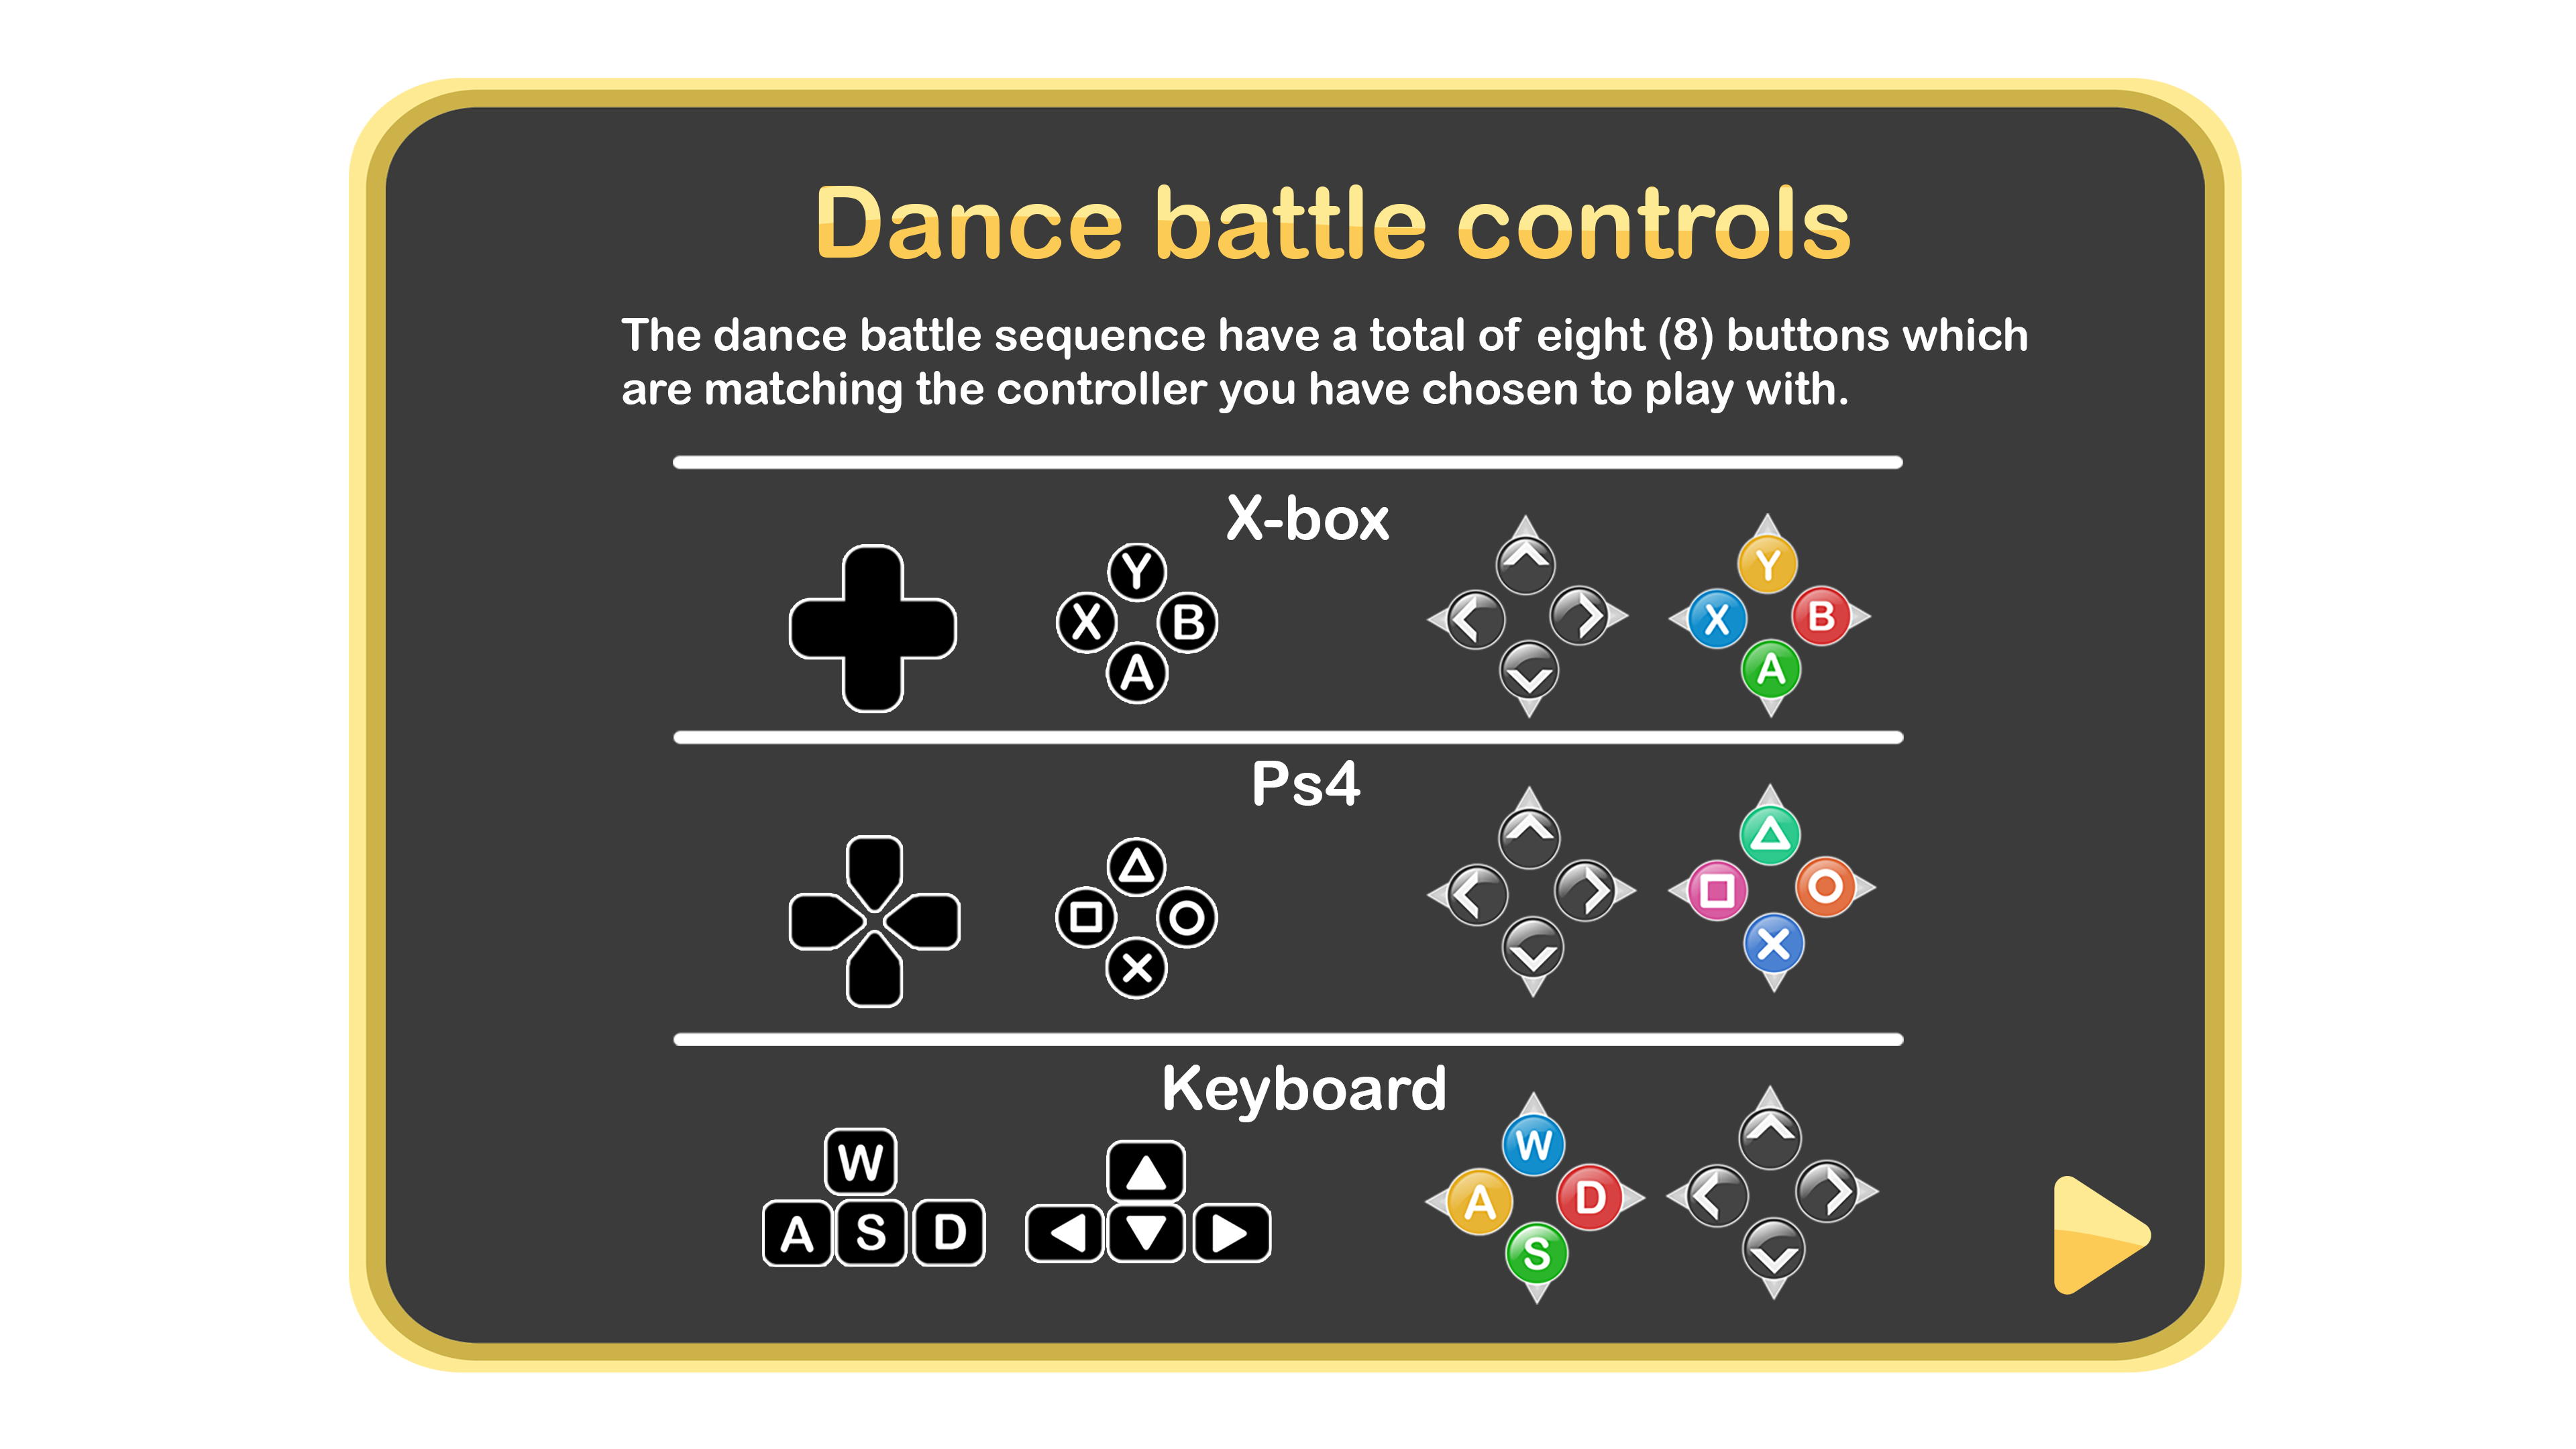 Dance battle controls
The dance battle sequence have a total of eight (8) buttons which
are matching the controller you have chosen to play with.
X-box
Y Y
X B X B
A A
Ps4
Keyboard
W W
A S D A D
S